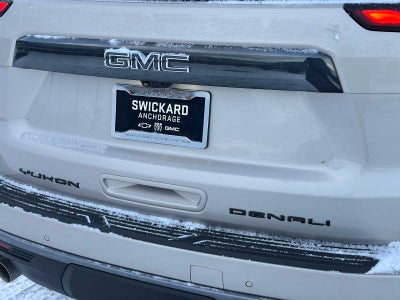 GMC
SWICKARD
ANCHORAGE
GMC
YUKON
DENALI